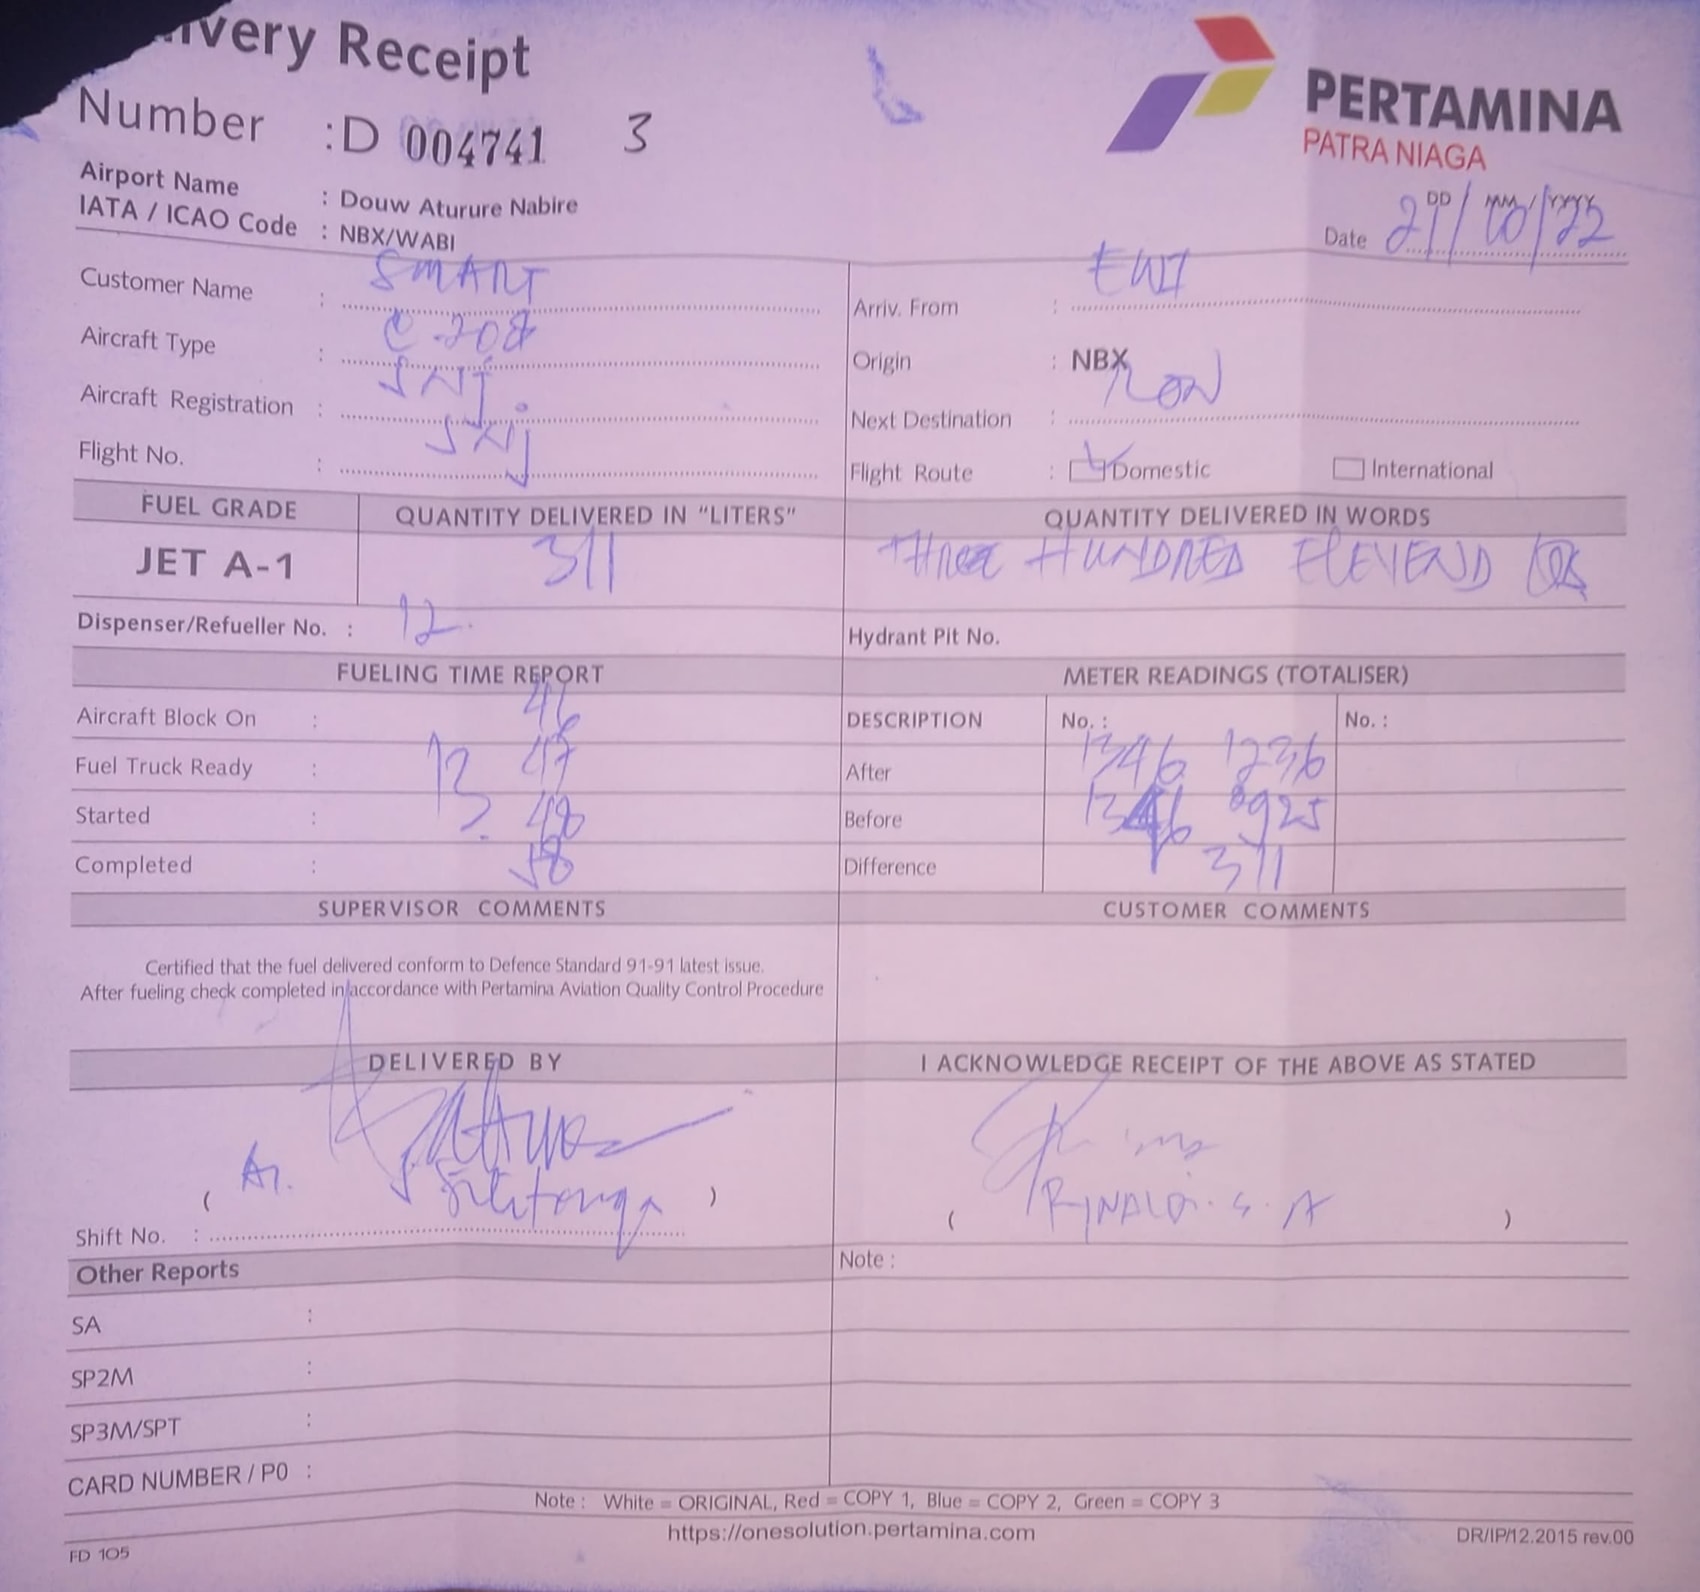 ivery Receipt
PERTAMINA
PATRA NIAGA
Number : D 004741 3
Airport Name : Douw Aturure Nabire
IATA / ICAO Code : NBX/WABI
DD / MM / YYYY
Date /10/22
Customer Name : SMART
Arriv. From : EWI
Aircraft Type : C-208
Origin : NBX
Aircraft Registration : SNJ
Next Destination : RON
Flight No. : SNJ
Flight Route : Domestic International
FUEL GRADE QUANTITY DELIVERED IN "LITERS" QUANTITY DELIVERED IN WORDS
JET A-1 311 THREE HUNDRED ELEVEND
Dispenser/Refueller No. : 12. Hydrant Pit No.
FUELING TIME REPORT METER READINGS (TOTALISER)
Aircraft Block On : 46 DESCRIPTION No. : No. :
Fuel Truck Ready : 13 47 After 1346 1236
Started : 48 Before 1346 0925
Completed : 58 Difference 311
SUPERVISOR COMMENTS CUSTOMER COMMENTS
Certified that the fuel delivered conform to Defence Standard 91-91 latest issue.
After fueling check completed in accordance with Pertamina Aviation Quality Control Procedure
DELIVERED BY I ACKNOWLEDGE RECEIPT OF THE ABOVE AS STATED
( )
( RINALDI. S. A )
Shift No. :
Other Reports Note :
SA :
SP2M :
SP3M/SPT :
CARD NUMBER / P0 :
Note : White = ORIGINAL, Red = COPY 1, Blue = COPY 2, Green = COPY 3
https://onesolution.pertamina.com
FD 105 DR/IP/12.2015 rev.00